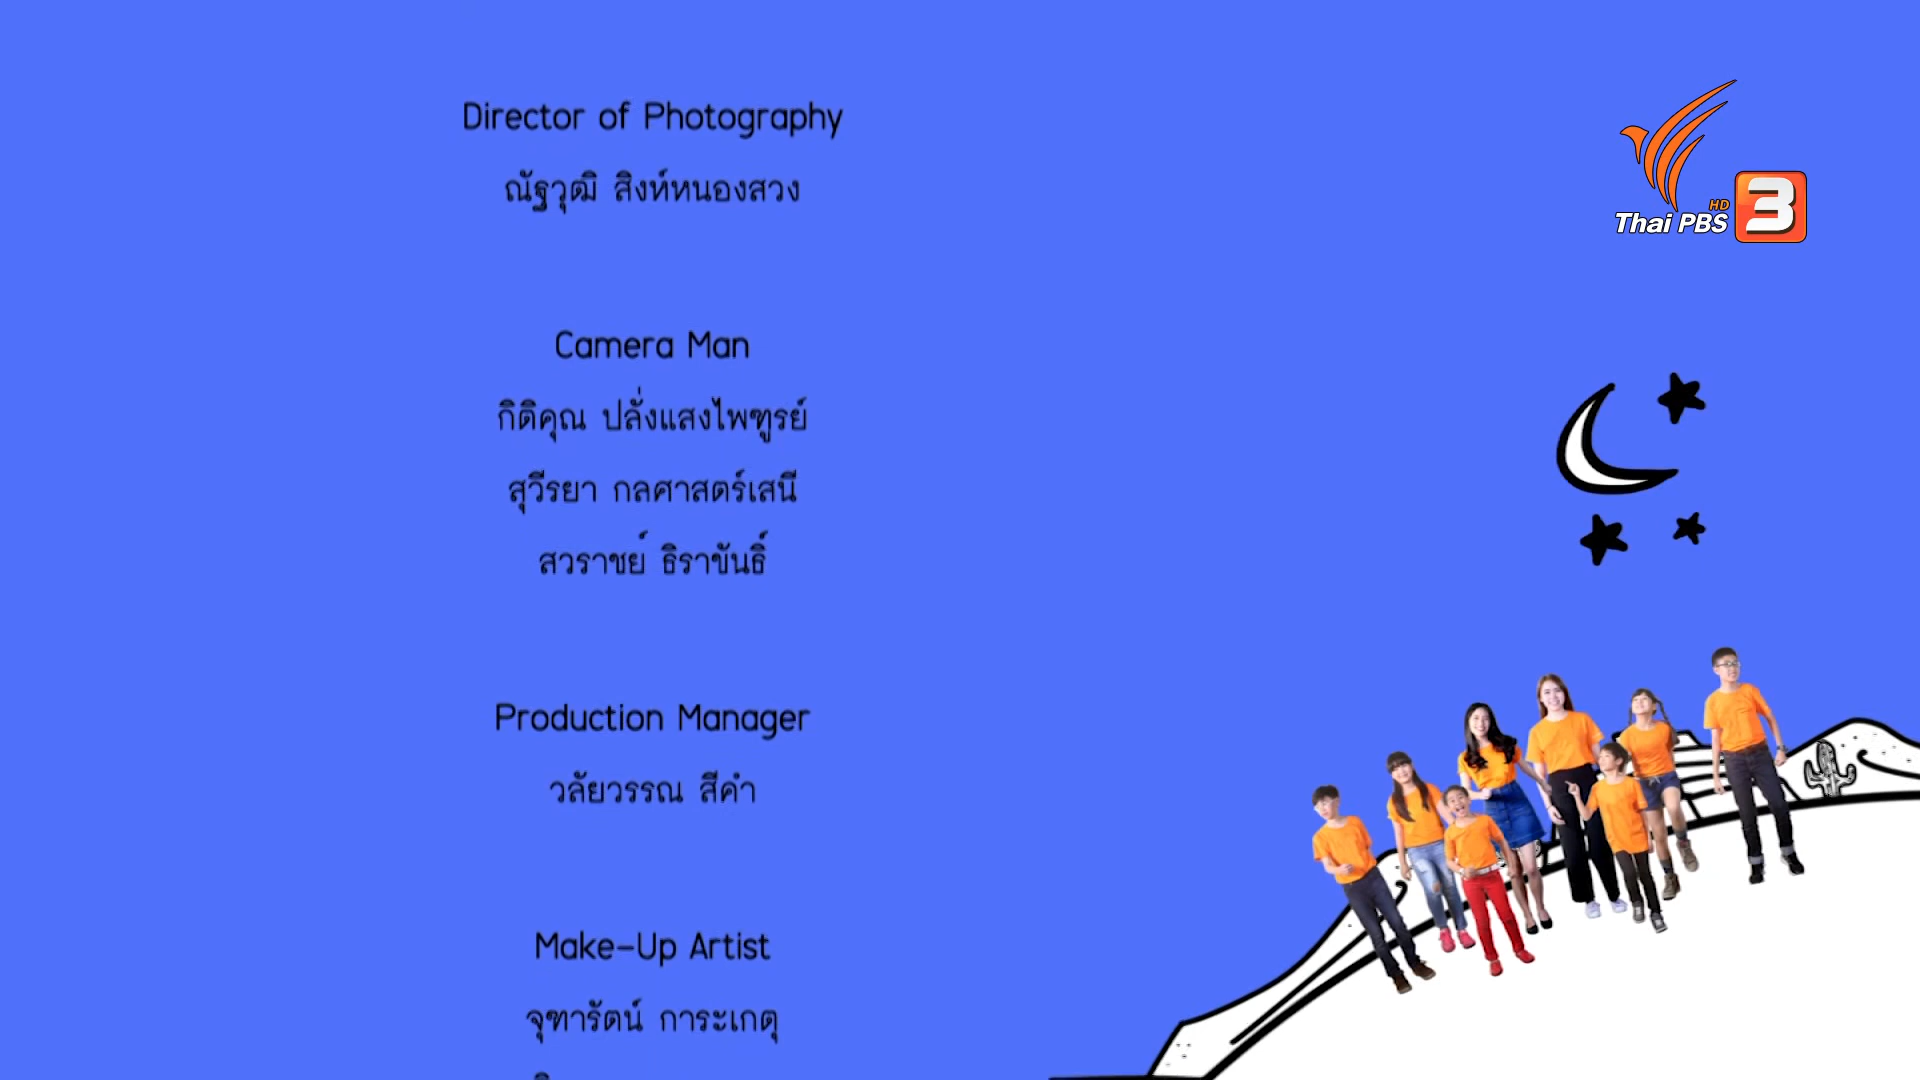 Director of Photography
ณัฐวุฒิ สิงห์หนองสวง
Camera Man
กิติคุณ ปลั่งแสงไพฑูรย์
สุวีรยา กลศาสตร์เสนี
สวราชย์ ธิราขันธิ์
Production Manager
วลัยวรรณ สีคำ
Make-Up Artist
จุฑารัตน์ การะเกตุ
HD
Thai PBS 3